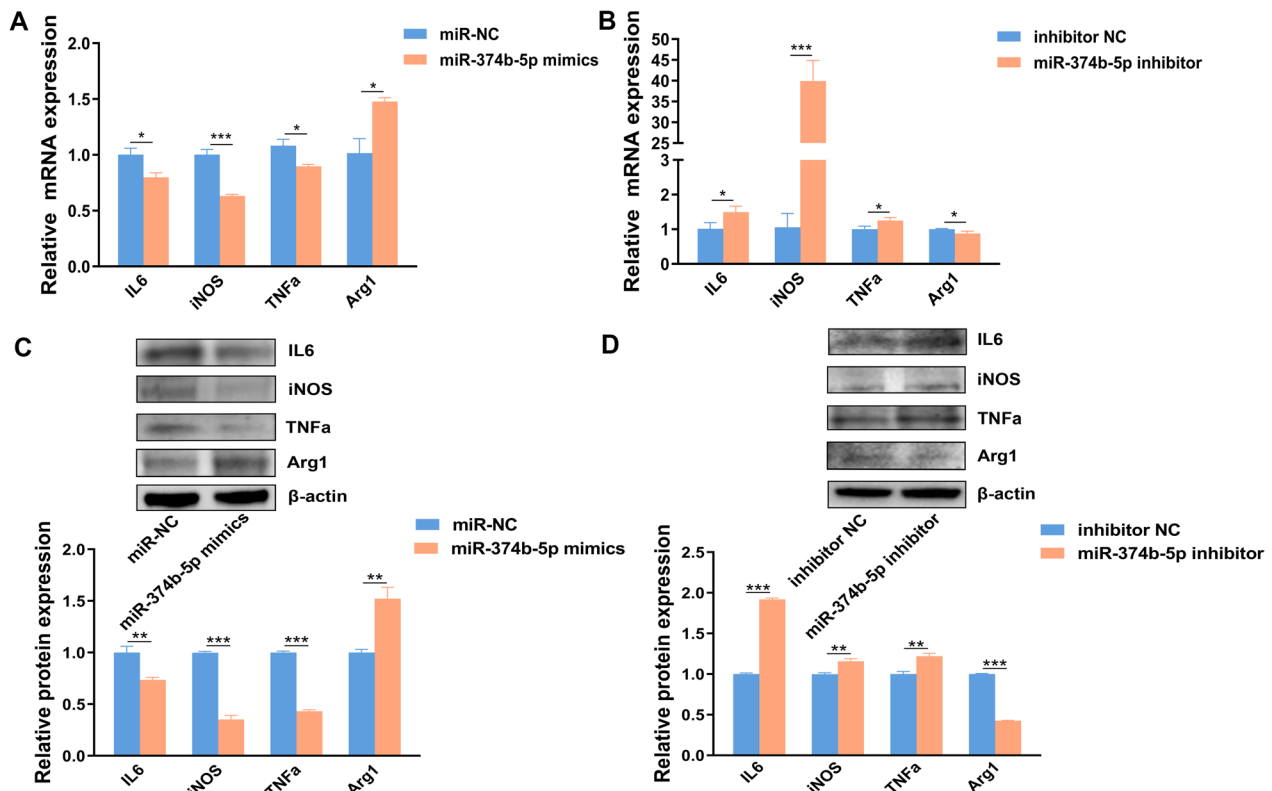 A
Relative mRNA expression
2.0
1.5
1.0
0.5
0.0
*
***
*
*
IL6
iNOS
TNFa
Arg1
miR-NC
miR-374b-5p mimics
B
Relative mRNA expression
50
45
40
35
30
25
3
2
1
0
*
***
*
*
IL6
iNOS
TNFa
Arg1
inhibitor NC
miR-374b-5p inhibitor
C
IL6
iNOS
TNFa
Arg1
β-actin
miR-NC
miR-374b-5p mimics
miR-NC
miR-374b-5p mimics
Relative protein expression
2.0
1.5
1.0
0.5
0.0
**
***
***
**
IL6
iNOS
TNFa
Arg1
D
IL6
iNOS
TNFa
Arg1
β-actin
inhibitor NC
miR-374b-5p inhibitor
inhibitor NC
miR-374b-5p inhibitor
Relative protein expression
2.5
2.0
1.5
1.0
0.5
0.0
***
**
**
***
IL6
iNOS
TNFa
Arg1